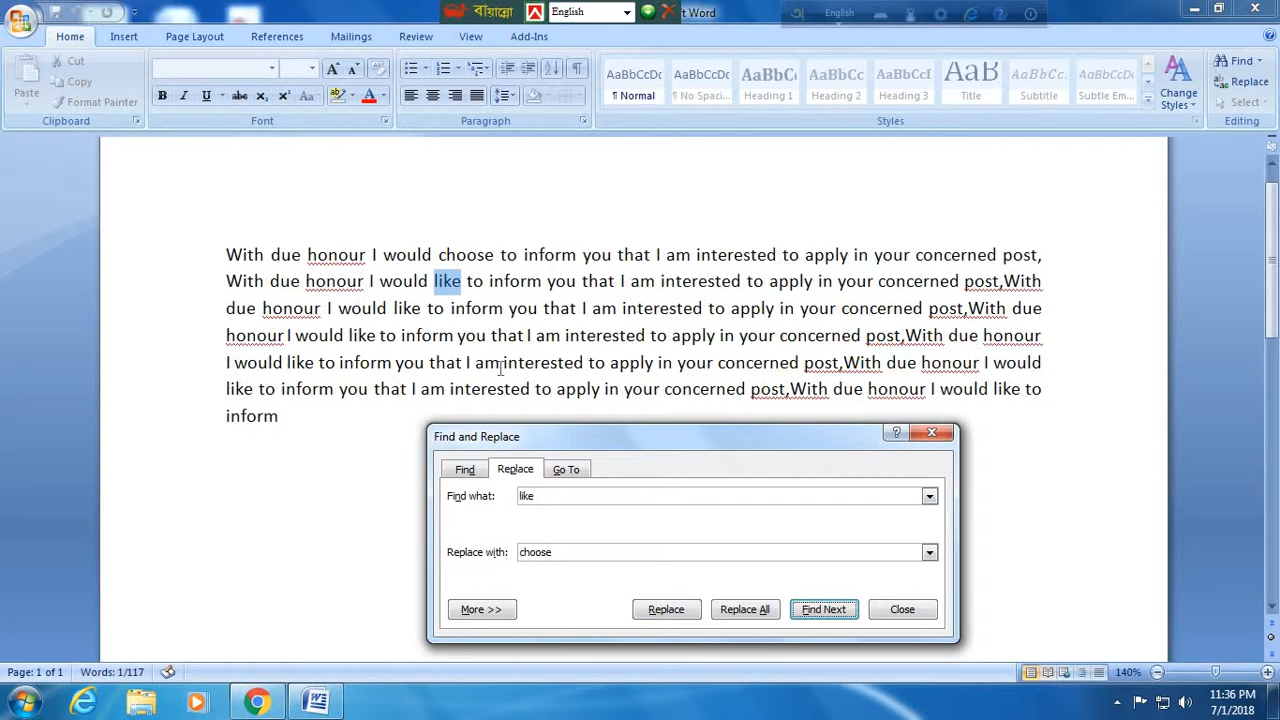 বায়ান্নো English t Word English
Home Insert Page Layout References Mailings Review View Add-Ins
Paste Cut Copy Format Painter
B I U abc x₂ x² Aa
AaBbCcDc AaBbCcDc AaBbCc AaBbCc AaBbCcI AaB AaBbCcL AaBbCcDc
¶ Normal ¶ No Spaci... Heading 1 Heading 2 Heading 3 Title Subtitle Subtle Em...
Change Styles
Find Replace Select
Clipboard Font Paragraph Styles Editing
With due honour I would choose to inform you that I am interested to apply in your concerned post,
With due honour I would like to inform you that I am interested to apply in your concerned post,With
due honour I would like to inform you that I am interested to apply in your concerned post,With due
honour I would like to inform you that I am interested to apply in your concerned post,With due honour
I would like to inform you that I am interested to apply in your concerned post,With due honour I would
like to inform you that I am interested to apply in your concerned post,With due honour I would like to
inform
Find and Replace
Find Replace Go To
Find what: like
Replace with: choose
More >> Replace Replace All Find Next Close
Page: 1 of 1 Words: 1/117 140%
11:36 PM
7/1/2018